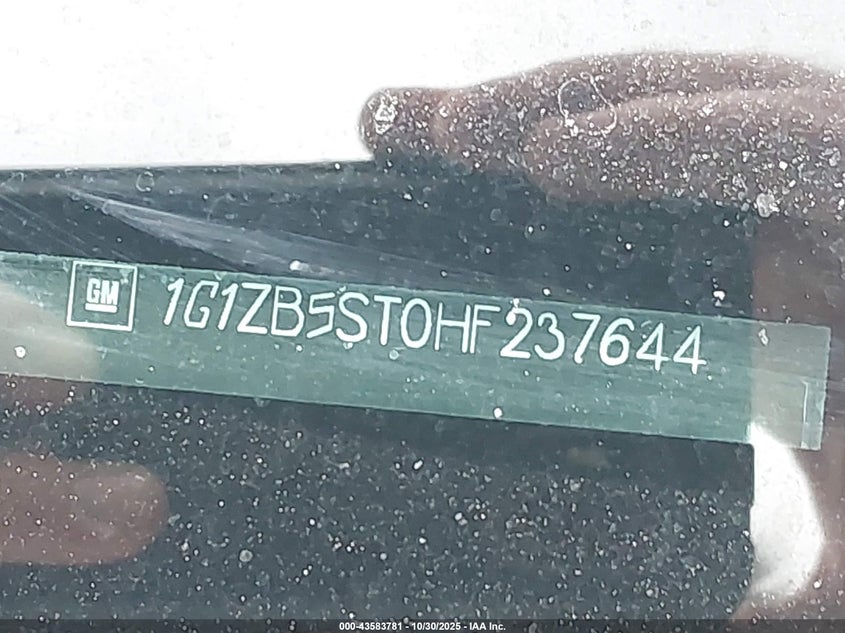 GM 1G1ZB5ST0HF237644
000-43583781 - 10/30/2025 - IAA Inc.